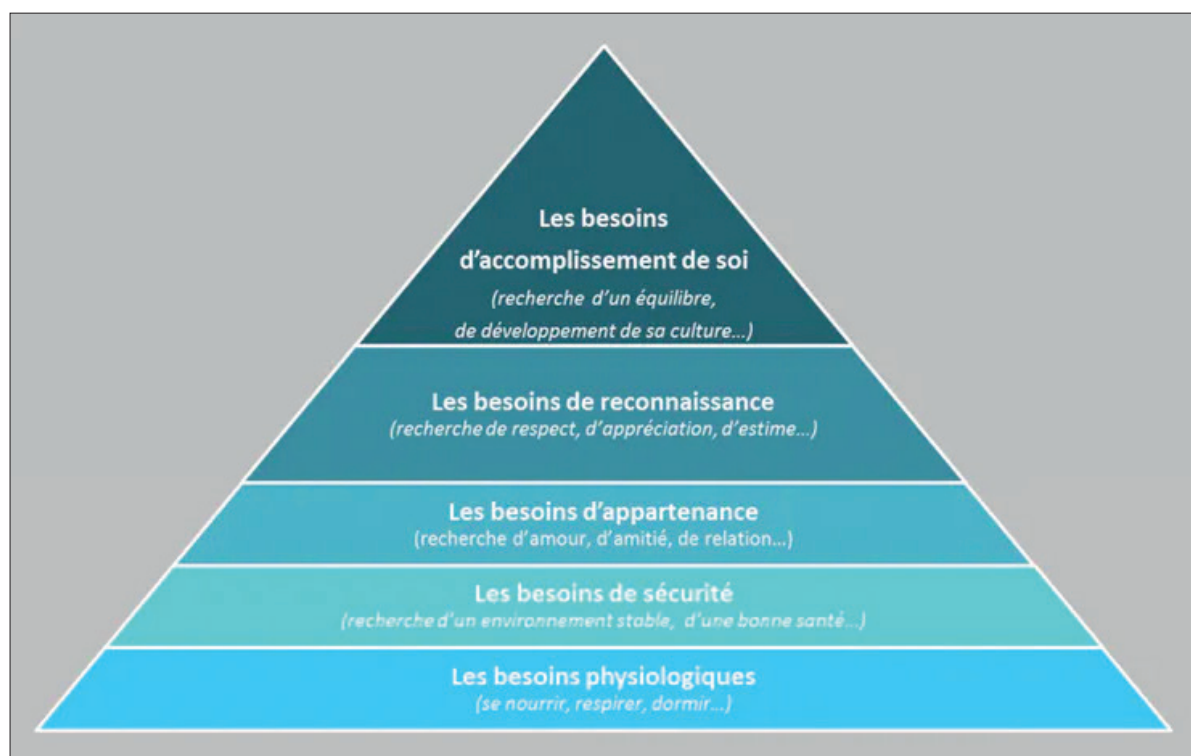 Les besoins
d’accomplissement de soi
(recherche d’un équilibre,
de développement de sa culture...)
Les besoins de reconnaissance
(recherche de respect, d’appréciation, d’estime...)
Les besoins d’appartenance
(recherche d’amour, d’amitié, de relation...)
Les besoins de sécurité
(recherche d’un environnement stable, d’une bonne santé...)
Les besoins physiologiques
(se nourrir, respirer, dormir...)